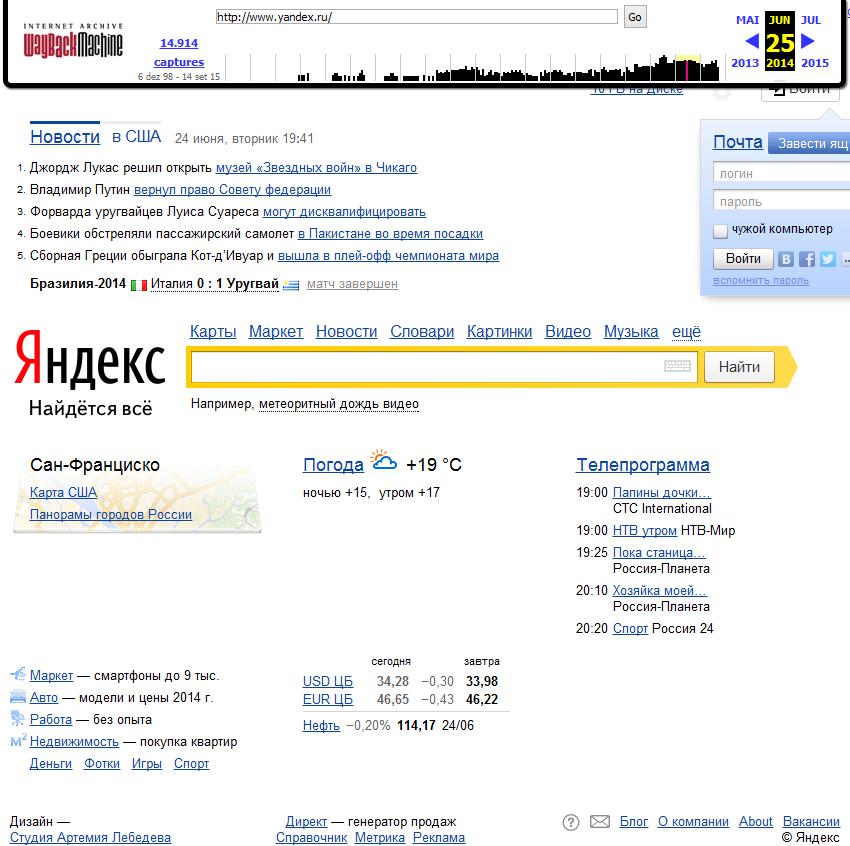 INTERNET ARCHIVE
WayBackMachine
http://www.yandex.ru/
Go
14.914
captures
6 dez 98 - 14 set 15
MAI JUN JUL
25
2013 2014 2015
10 ГБ на Диске
Войти
Новости в США 24 июня, вторник 19:41
1. Джордж Лукас решил открыть музей «Звездных войн» в Чикаго
2. Владимир Путин вернул право Совету федерации
3. Форварда уругвайцев Луиса Суареса могут дисквалифицировать
4. Боевики обстреляли пассажирский самолет в Пакистане во время посадки
5. Сборная Греции обыграла Кот-д’Ивуар и вышла в плей-офф чемпионата мира
Бразилия-2014 Италия 0 : 1 Уругвай матч завершен
Почта Завести ящ
логин
пароль
чужой компьютер
Войти
вспомнить пароль
Карты Маркет Новости Словари Картинки Видео Музыка ещё
Яндекс
Найдётся всё
Найти
Например, метеоритный дождь видео
Сан-Франциско
Карта США
Панорамы городов России
Погода +19 °C
ночью +15, утром +17
Телепрограмма
19:00 Папины дочки…
СТС International
19:00 НТВ утром НТВ-Мир
19:25 Пока станица…
Россия-Планета
20:10 Хозяйка моей…
Россия-Планета
20:20 Спорт Россия 24
Маркет — смартфоны до 9 тыс.
Авто — модели и цены 2014 г.
Работа — без опыта
М² Недвижимость — покупка квартир
Деньги Фотки Игры Спорт
сегодня завтра
USD ЦБ 34,28 −0,30 33,98
EUR ЦБ 46,65 −0,43 46,22
Нефть −0,20% 114,17 24/06
Дизайн —
Студия Артемия Лебедева
Директ — генератор продаж
Справочник Метрика Реклама
? Блог О компании About Вакансии
© Яндекс